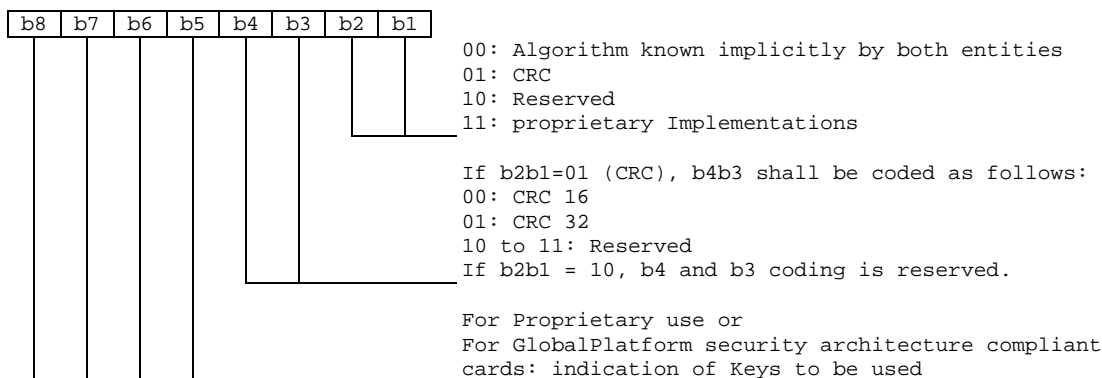 b8 b7 b6 b5 b4 b3 b2 b1
00: Algorithm known implicitly by both entities
01: CRC
10: Reserved
11: proprietary Implementations
If b2b1=01 (CRC), b4b3 shall be coded as follows:
00: CRC 16
01: CRC 32
10 to 11: Reserved
If b2b1 = 10, b4 and b3 coding is reserved.
For Proprietary use or
For GlobalPlatform security architecture compliant
cards: indication of Keys to be used